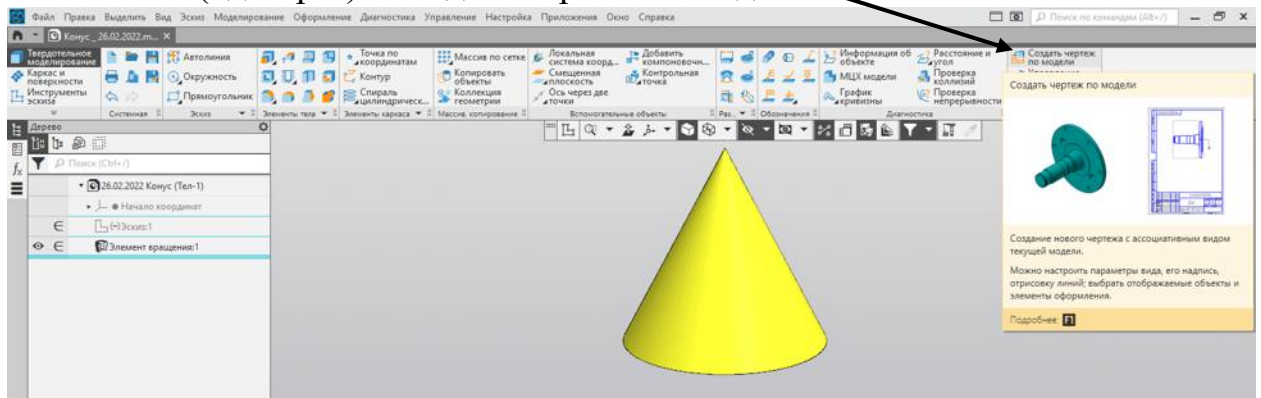 Файл Правка Выделить Вид Эскиз Моделирование Оформление Диагностика Управление Настройка Приложения Окно Справка
Поиск по командам (Alt+/)
Конус _ 26.02.2022.m...
Твердотельное моделирование
Каркас и поверхности
Инструменты эскиза
Системная
Автолиния
Окружность
Прямоугольник
Эскиз
Элементы тела
Точка по координатам
Контур
Спираль цилиндрическ...
Элементы каркаса
Массив по сетке
Копировать объекты
Коллекция геометрии
Массив, копирование
Локальная система коорд...
Смещенная плоскость
Ось через две точки
Добавить компоновочн...
Контрольная точка
Вспомогательные объекты
Раз...
Обозначения
Информация об объекте
МЦХ модели
График кривизны
Расстояние и угол
Проверка коллизий
Проверка непрерывности
Диагностика
Создать чертеж по модели
Дерево
Поиск (Ctrl+/)
26.02.2022 Конус (Тел-1)
Начало координат
(-)Эскиз:1
Элемент вращения:1
Создать чертеж по модели
Создание нового чертежа с ассоциативным видом
текущей модели.
Можно настроить параметры вида, его надпись,
отрисовку линий; выбрать отображаемые объекты и
элементы оформления.
Подробнее: F1